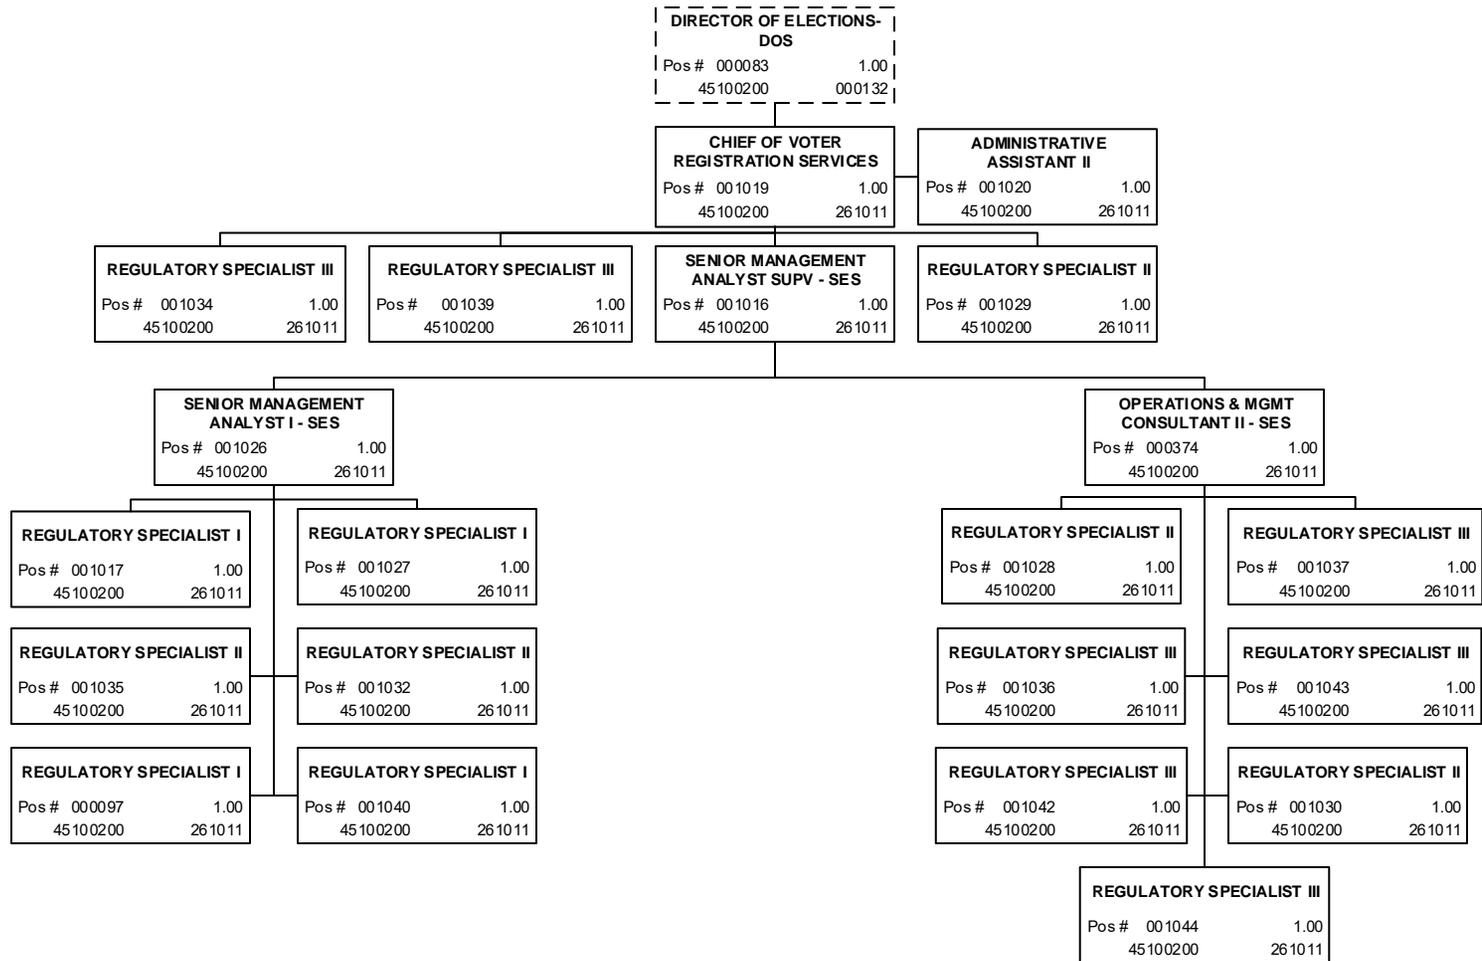 DIRECTOR OF ELECTIONS-
DOS
Pos # 000083 1.00
45100200 000132
CHIEF OF VOTER
REGISTRATION SERVICES
Pos # 001019 1.00
45100200 261011
ADMINISTRATIVE
ASSISTANT II
Pos # 001020 1.00
45100200 261011
REGULATORY SPECIALIST III
Pos # 001034 1.00
45100200 261011
REGULATORY SPECIALIST III
Pos # 001039 1.00
45100200 261011
SENIOR MANAGEMENT
ANALYST SUPV - SES
Pos # 001016 1.00
45100200 261011
REGULATORY SPECIALIST II
Pos # 001029 1.00
45100200 261011
SENIOR MANAGEMENT
ANALYST I - SES
Pos # 001026 1.00
45100200 261011
OPERATIONS & MGMT
CONSULTANT II - SES
Pos # 000374 1.00
45100200 261011
REGULATORY SPECIALIST I
Pos # 001017 1.00
45100200 261011
REGULATORY SPECIALIST I
Pos # 001027 1.00
45100200 261011
REGULATORY SPECIALIST II
Pos # 001028 1.00
45100200 261011
REGULATORY SPECIALIST III
Pos # 001037 1.00
45100200 261011
REGULATORY SPECIALIST II
Pos # 001035 1.00
45100200 261011
REGULATORY SPECIALIST II
Pos # 001032 1.00
45100200 261011
REGULATORY SPECIALIST III
Pos # 001036 1.00
45100200 261011
REGULATORY SPECIALIST III
Pos # 001043 1.00
45100200 261011
REGULATORY SPECIALIST I
Pos # 000097 1.00
45100200 261011
REGULATORY SPECIALIST I
Pos # 001040 1.00
45100200 261011
REGULATORY SPECIALIST III
Pos # 001042 1.00
45100200 261011
REGULATORY SPECIALIST II
Pos # 001030 1.00
45100200 261011
REGULATORY SPECIALIST III
Pos # 001044 1.00
45100200 261011